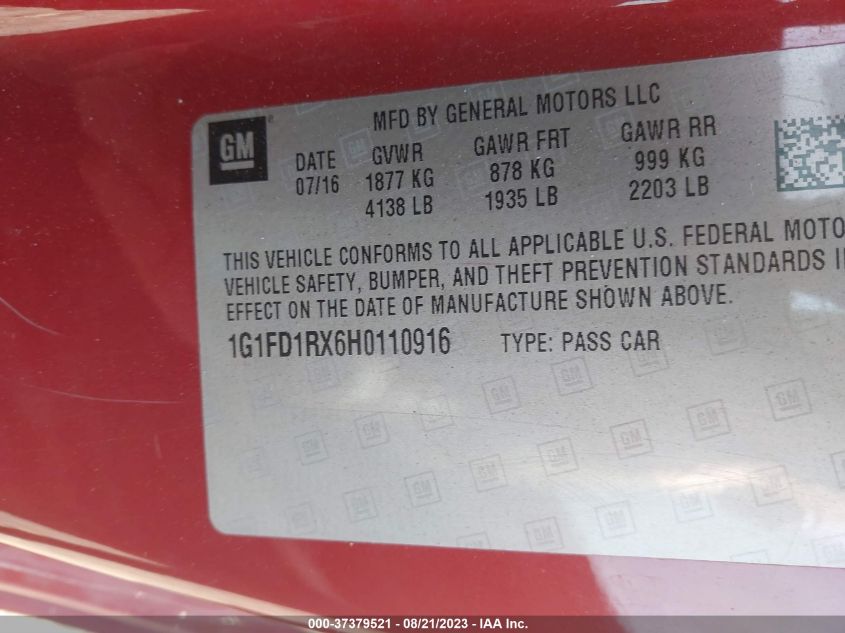 MFD BY GENERAL MOTORS LLC
GM
DATE GVWR GAWR FRT GAWR RR
07/16 1877 KG 878 KG 999 KG
4138 LB 1935 LB 2203 LB
THIS VEHICLE CONFORMS TO ALL APPLICABLE U.S. FEDERAL MOTO
VEHICLE SAFETY, BUMPER, AND THEFT PREVENTION STANDARDS I
EFFECT ON THE DATE OF MANUFACTURE SHOWN ABOVE.
1G1FD1RX6H0110916 TYPE: PASS CAR
000-37379521 - 08/21/2023 - IAA Inc.